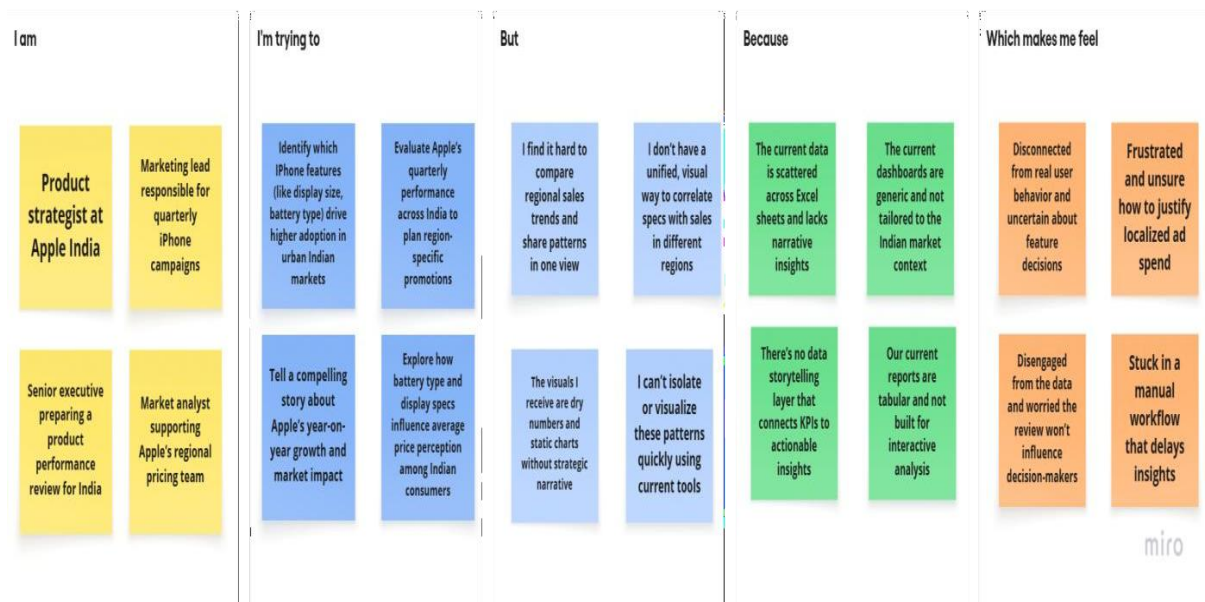 I am
Product
strategist at
Apple India
Marketing lead
responsible for
quarterly
iPhone
campaigns
Senior executive
preparing a
product
performance
review for India
Market analyst
supporting
Apple's regional
pricing team
I'm trying to
Identify which
IPhone features
(like display size,
battery type) drive
higher adoption in
urban Indian
markets
Evaluate Apple's
quarterly
performance
across India to
plan region-
specific
promotions
Tell a compelling
story about
Apple's year-on-
year growth and
market impact
Explore how
battery type and
display specs
influence average
price perception
among Indian
consumers
But
I find it hard to
compare
regional sales
trends and
share patterns
in one view
I don't have a
unified, visual
way to correlate
specs with sales
in different
regions
The visuals I
receive are dry
numbers and
static charts
without strategic
narrative
I can't isolate
or visualize
these patterns
quickly using
current tools
Because
The current data
is scattered
across Excel
sheets and lacks
narrative
insights
The current
dashboards are
generic and not
tailored to the
Indian market
context
There's no data
storytelling
layer that
connects KPIs to
actionable
insights
Our current
reports are
tabular and not
built for
interactive
analysis
Which makes me feel
Disconnected
from real user
behavior and
uncertain about
feature
decisions
Frustrated
and unsure
how to justify
localized ad
spend
Disengaged
from the data
and worried the
review won't
influence
decision-makers
Stuck in a
manual
workflow
that delays
insights
miro